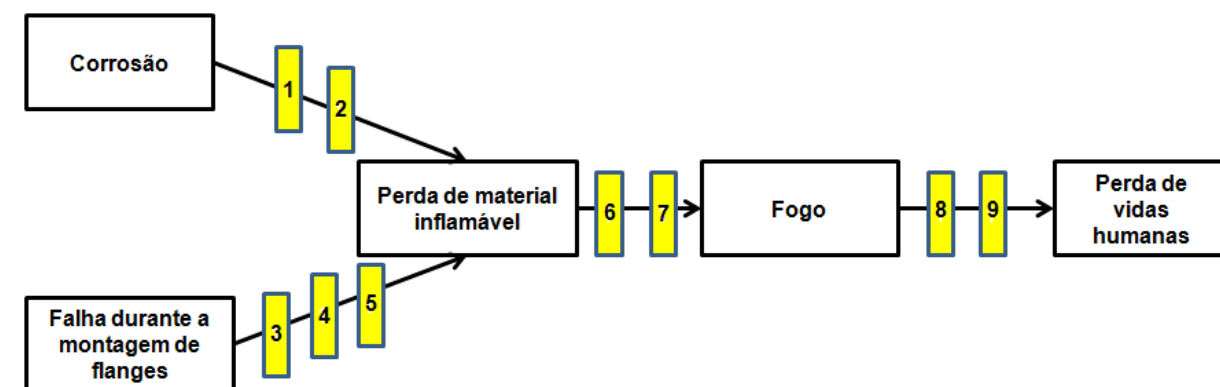 Corrosão
1
2
Perda de material
inflamável
6
7
Fogo
8
9
Perda de
vidas
humanas
Falha durante a
montagem de
flanges
3
4
5